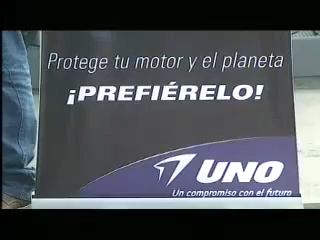 Protege tu motor y el planeta
¡PREFIÉRELO!
UNO
Un compromiso con el futuro